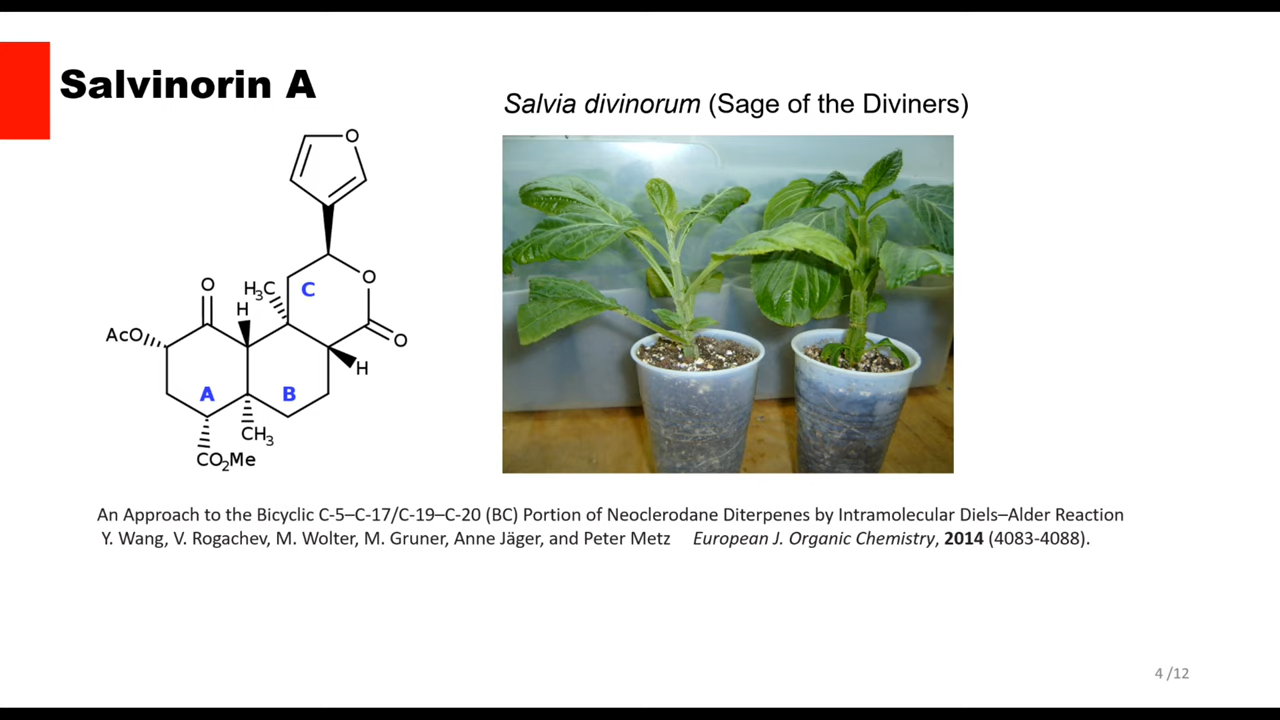 Salvinorin A
Salvia divinorum (Sage of the Diviners)
O
O
H₃C
C
O
H
AcO
O
H
A
B
CH₃
CO₂Me
An Approach to the Bicyclic C-5–C-17/C-19–C-20 (BC) Portion of Neoclerodane Diterpenes by Intramolecular Diels–Alder Reaction
Y. Wang, V. Rogachev, M. Wolter, M. Gruner, Anne Jäger, and Peter Metz European J. Organic Chemistry, 2014 (4083-4088).
4 /12